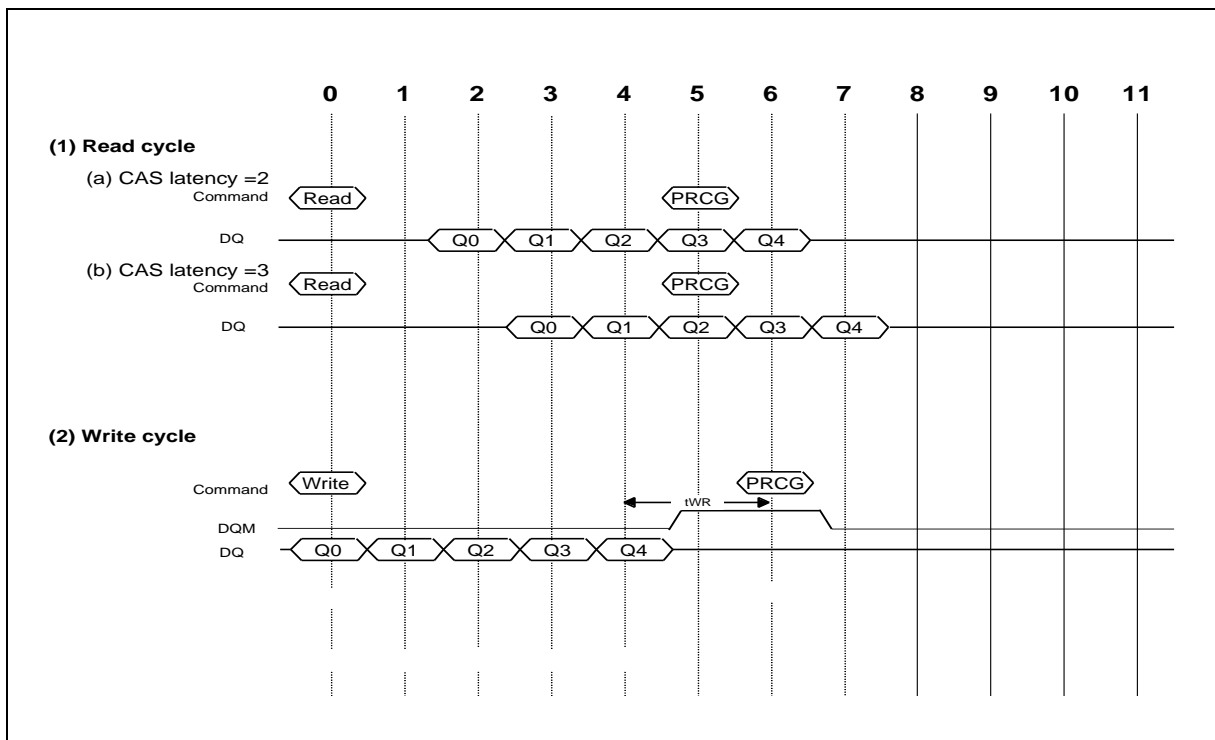 0 1 2 3 4 5 6 7 8 9 10 11
(1) Read cycle
(a) CAS latency =2
Command Read PRCG
DQ Q0 Q1 Q2 Q3 Q4
(b) CAS latency =3
Command Read PRCG
DQ Q0 Q1 Q2 Q3 Q4
(2) Write cycle
Command Write PRCG
tWR
DQM
DQ Q0 Q1 Q2 Q3 Q4